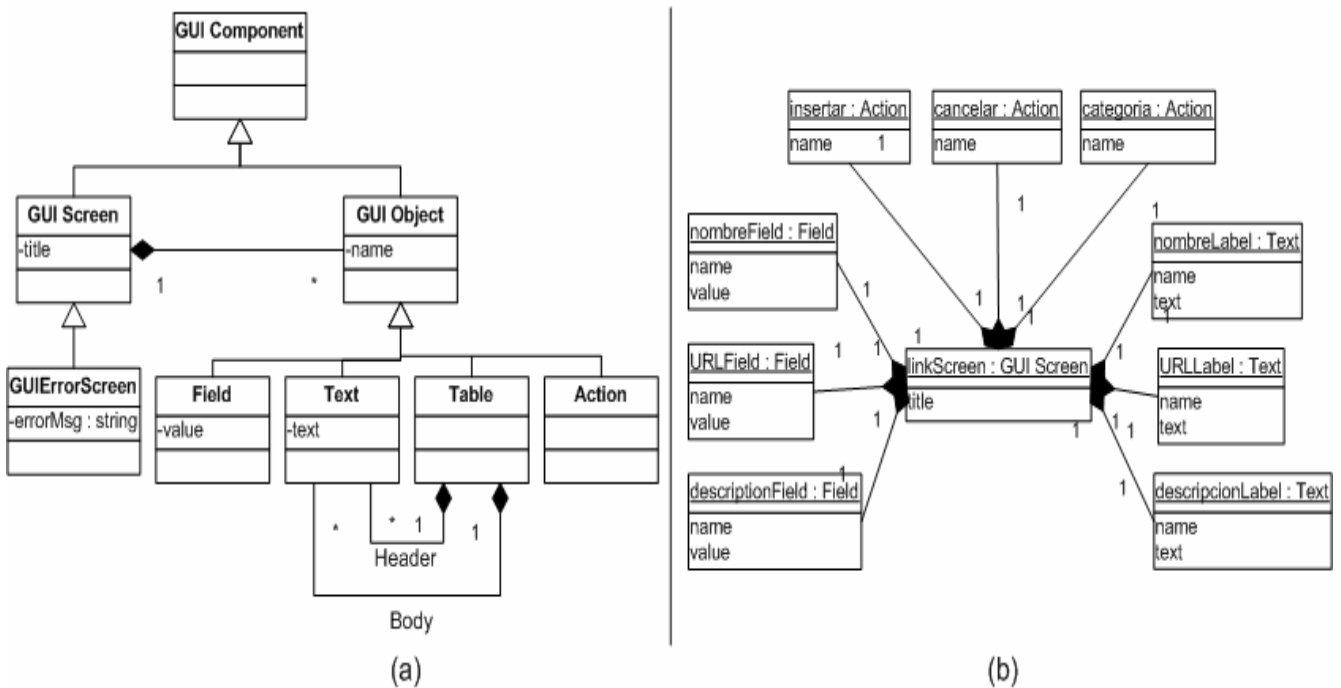 GUI Component
GUI Screen
-title
1
*
GUI Object
-name
GUIErrorScreen
-errorMsg : string
Field
-value
Text
-text
Table
Action
*
*
1
1
Header
Body
(a)
insertar : Action
name
1
cancelar : Action
name
categoria : Action
name
1
1
nombreField : Field
name
value
1
nombreLabel : Text
name
text
1
1
1
1
1
1
1
1
1
URLField : Field
name
value
linkScreen : GUI Screen
title
URLLabel : Text
name
text
1
1
1
1
1
1
descriptionField : Field
name
value
descripcionLabel : Text
name
text
(b)